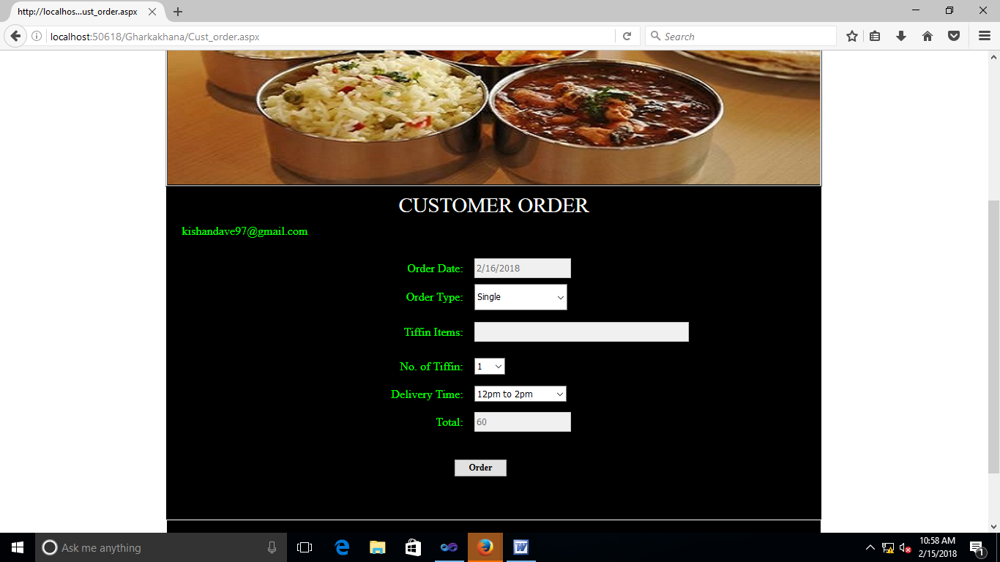 http://localhos...ust_order.aspx
localhost:50618/Gharkakhana/Cust_order.aspx
Search
CUSTOMER ORDER
kishandave97@gmail.com
Order Date: 2/16/2018
Order Type: Single
Tiffin Items:
No. of Tiffin: 1
Delivery Time: 12pm to 2pm
Total: 60
Order
Ask me anything
10:58 AM
2/15/2018
1